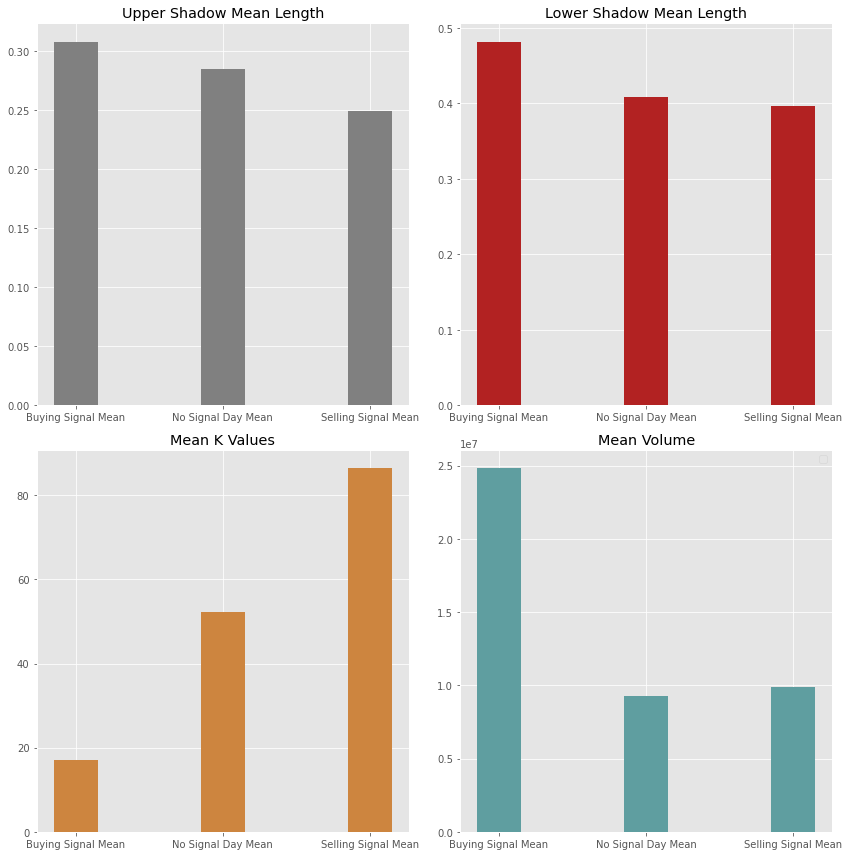 Upper Shadow Mean Length
0.30
0.25
0.20
0.15
0.10
0.05
0.00
Buying Signal Mean No Signal Day Mean Selling Signal Mean
Lower Shadow Mean Length
0.5
0.4
0.3
0.2
0.1
0.0
Buying Signal Mean No Signal Day Mean Selling Signal Mean
Mean K Values
80
60
40
20
0
Buying Signal Mean No Signal Day Mean Selling Signal Mean
Mean Volume
1e7
2.5
2.0
1.5
1.0
0.5
0.0
Buying Signal Mean No Signal Day Mean Selling Signal Mean